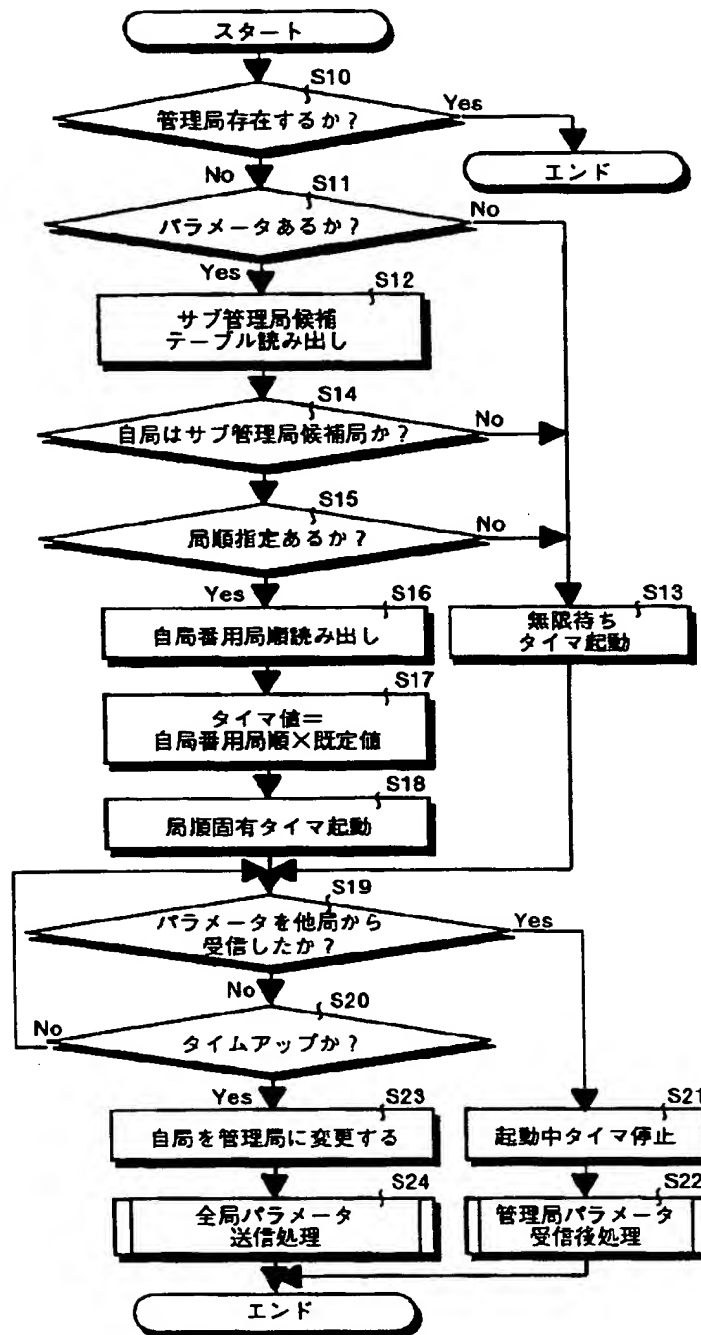 スタート
S10
管理局存在するか?
Yes
エンド
No
S11
パラメータあるか?
No
Yes
S12
サブ管理局候補
テーブル読み出し
S14
自局はサブ管理局候補局か?
No
S15
局順指定あるか?
No
Yes
S16
自局番用局順読み出し
S13
無限待ち
タイマ起動
S17
タイマ値=
自局番用局順×既定値
S18
局順固有タイマ起動
S19
パラメータを他局から
受信したか?
Yes
No
S20
タイムアップか?
No
Yes
S23
自局を管理局に変更する
S21
起動中タイマ停止
S24
全局パラメータ
送信処理
S22
管理局パラメータ
受信後処理
エンド